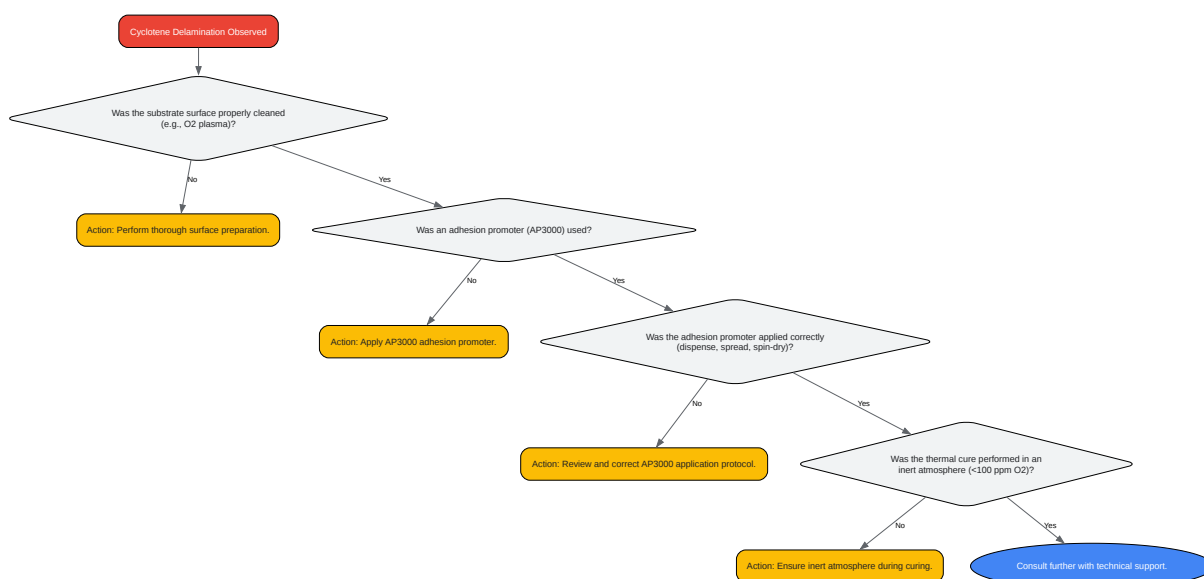 Cyclotene Delamination Observed
Was the substrate surface properly cleaned
(e.g., O2 plasma)?
No
Yes
Action: Perform thorough surface preparation.
Was an adhesion promoter (AP3000) used?
No
Yes
Action: Apply AP3000 adhesion promoter.
Was the adhesion promoter applied correctly
(dispense, spread, spin-dry)?
No
Yes
Action: Review and correct AP3000 application protocol.
Was the thermal cure performed in an
inert atmosphere (<100 ppm O2)?
No
Yes
Action: Ensure inert atmosphere during curing.
Consult further with technical support.